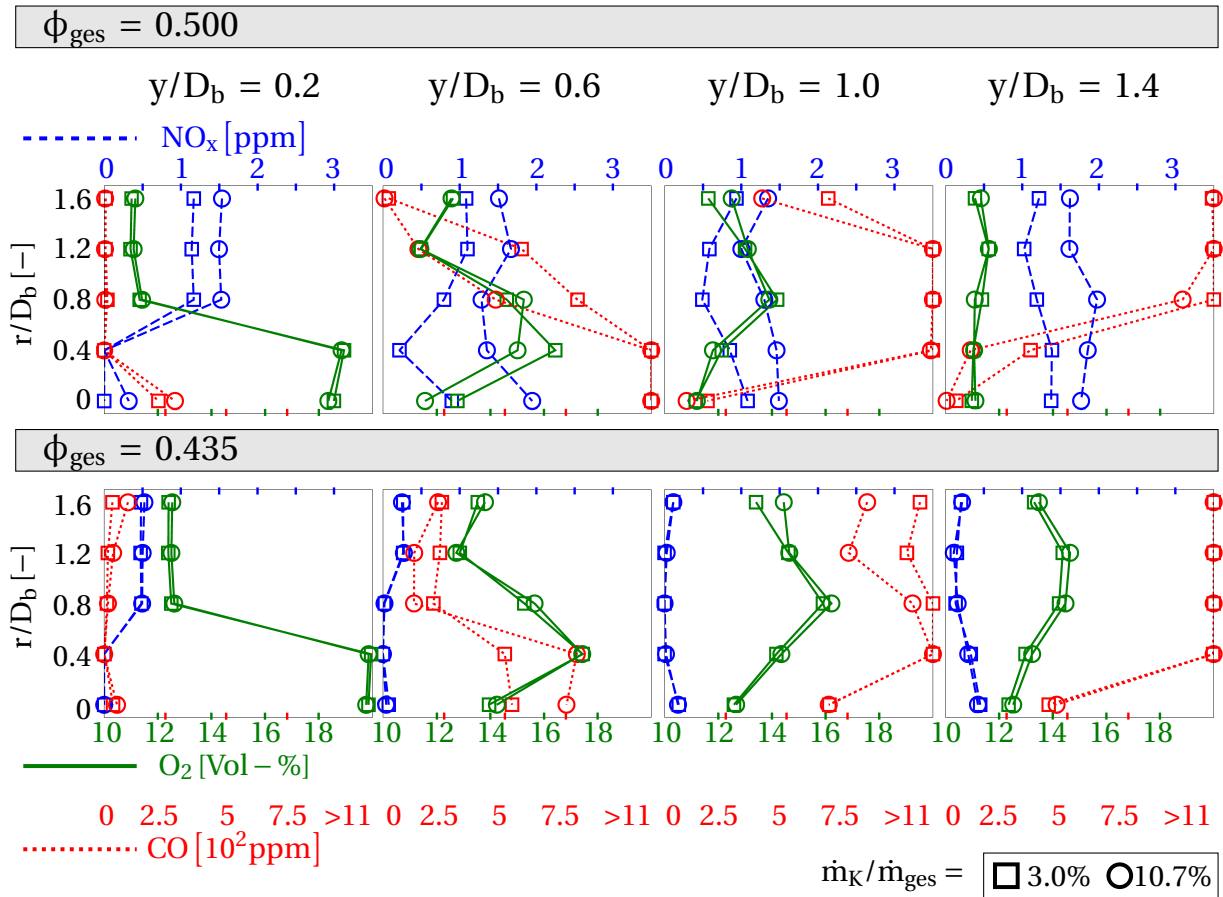 ϕges = 0.500
y/Db = 0.2 y/Db = 0.6 y/Db = 1.0 y/Db = 1.4
NOx [ppm]
0 1 2 3 0 1 2 3 0 1 2 3 0 1 2 3
1.6
1.2
0.8
0.4
0
r/Db [−]
ϕges = 0.435
1.6
1.2
0.8
0.4
0
r/Db [−]
10 12 14 16 18 10 12 14 16 18 10 12 14 16 18 10 12 14 16 18
O2 [Vol − %]
0 2.5 5 7.5 >11 0 2.5 5 7.5 >11 0 2.5 5 7.5 >11 0 2.5 5 7.5 >11
CO [10²ppm]
ṁK/ṁges = 3.0% 10.7%